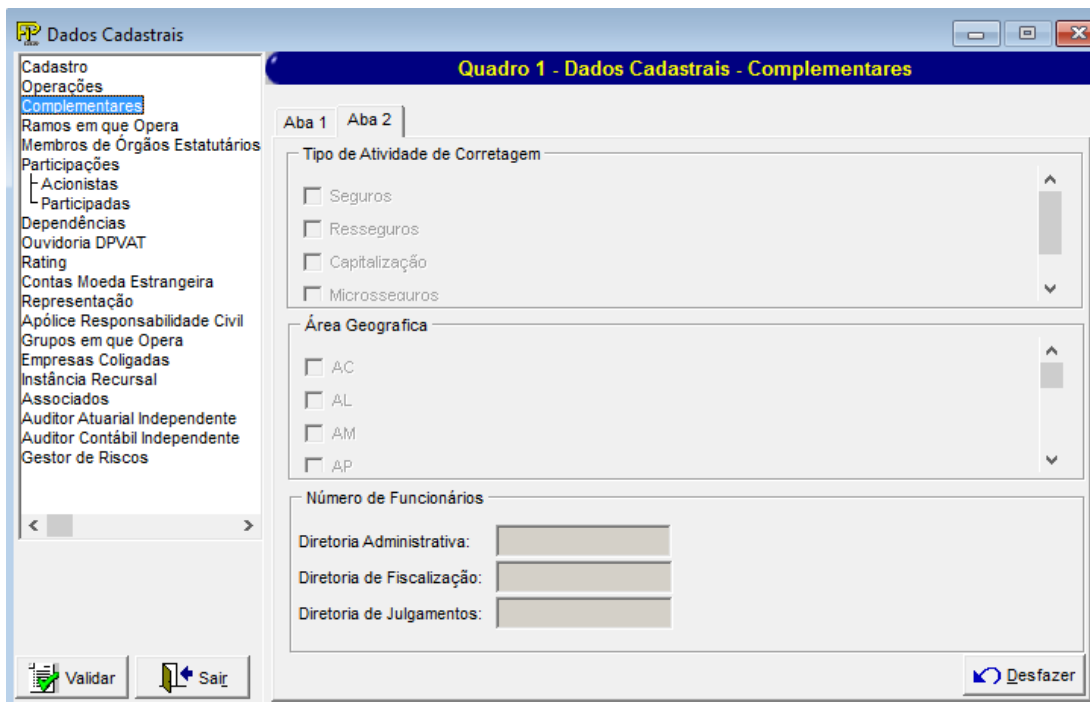 Dados Cadastrais
Cadastro
Operações
Complementares
Ramos em que Opera
Membros de Órgãos Estatutários
Participações
Acionistas
Participadas
Dependências
Ouvidoria DPVAT
Rating
Contas Moeda Estrangeira
Representação
Apólice Responsabilidade Civil
Grupos em que Opera
Empresas Coligadas
Instância Recursal
Associados
Auditor Atuarial Independente
Auditor Contábil Independente
Gestor de Riscos
Validar
Sair
Quadro 1 - Dados Cadastrais - Complementares
Aba 1 Aba 2
Tipo de Atividade de Corretagem
Seguros
Resseguros
Capitalização
Microsseguros
Área Geografica
AC
AL
AM
AP
Número de Funcionários
Diretoria Administrativa:
Diretoria de Fiscalização:
Diretoria de Julgamentos:
Desfazer